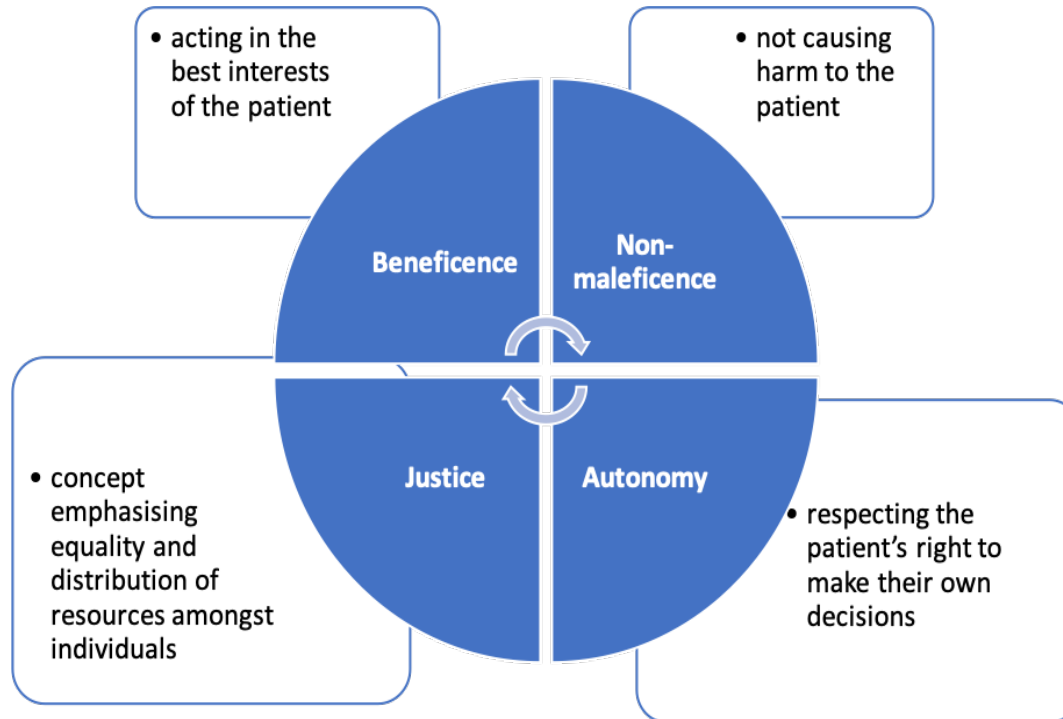 • acting in the
best interests
of the patient
• not causing
harm to the
patient
Beneficence
Non-
maleficence
Justice
Autonomy
• concept
emphasising
equality and
distribution of
resources amongst
individuals
• respecting the
patient’s right to
make their own
decisions